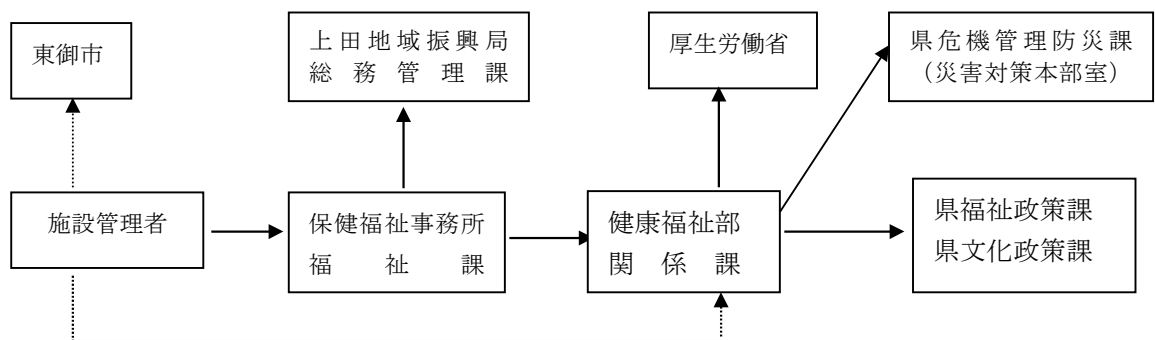 東御市
上田地域振興局
総務管理課
厚生労働省
県危機管理防災課
（災害対策本部室）
施設管理者
保健福祉事務所
福祉課
健康福祉部
関係課
県福祉政策課
県文化政策課